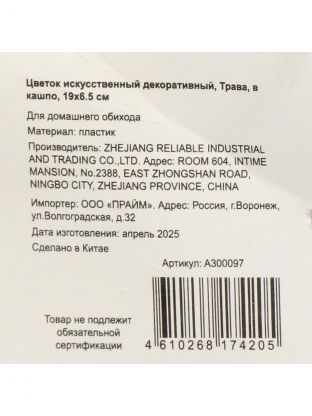 Цветок искусственный декоративный, Трава, в
кашпо, 19х6.5 см
Для домашнего обихода
Материал: пластик
Производитель: ZHEJIANG RELIABLE INDUSTRIAL
AND TRADING CO.,LTD. Адрес: ROOM 604, INTIME
MANSION, No.2388, EAST ZHONGSHAN ROAD,
NINGBO CITY, ZHEJIANG PROVINCE, CHINA
Импортер: ООО «ПРАЙМ». Адрес: Россия, г.Воронеж,
ул.Волгоградская, д.32
Дата изготовления: апрель 2025
Сделано в Китае
Артикул: А300097
Товар не подлежит
обязательной
сертификации
4 610268 174205